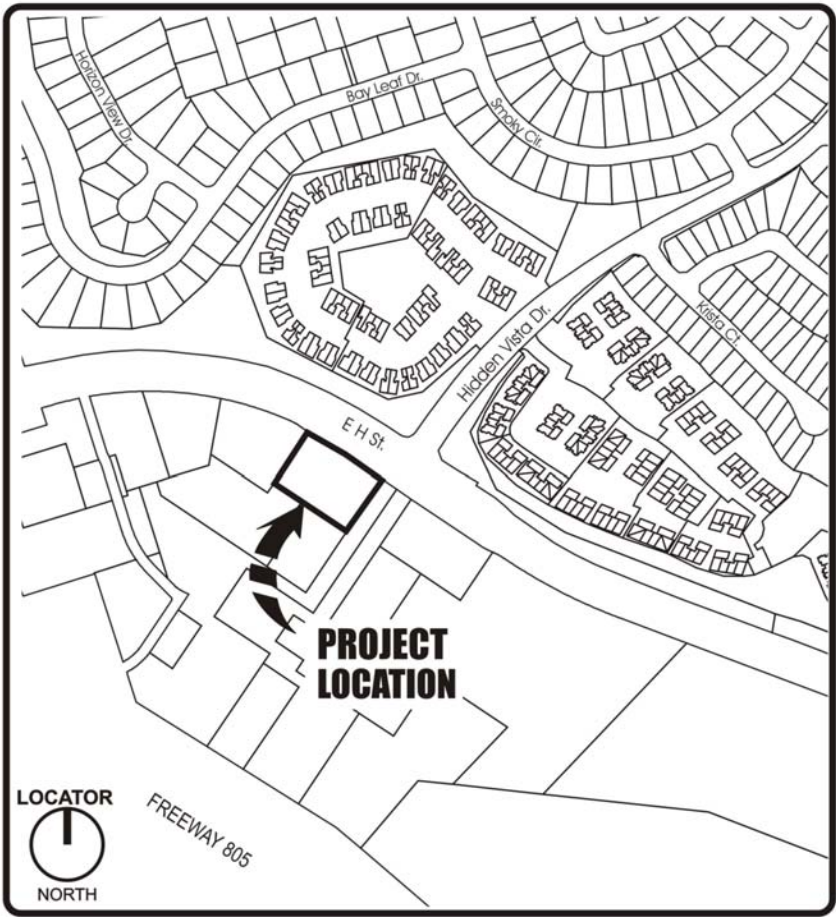 Horizon View Dr.
Bay Leaf Dr.
Smoky Cir.
Hidden Vista Dr.
Krista Ct.
E H St.
PROJECT
LOCATION
LOCATOR
NORTH
FREEWAY 805